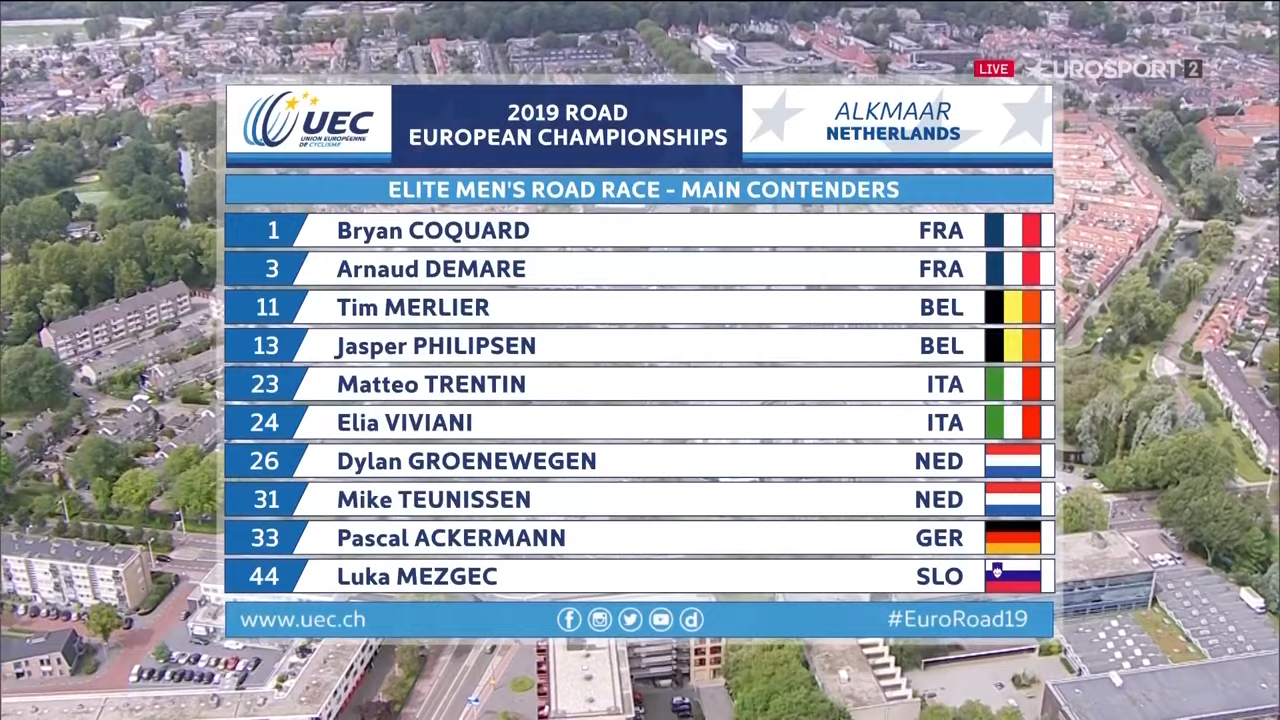 LIVE EUROSPORT 2
UEC
UNION EUROPÉENNE
DE CYCLISME
2019 ROAD
EUROPEAN CHAMPIONSHIPS
ALKMAAR
NETHERLANDS
ELITE MEN'S ROAD RACE - MAIN CONTENDERS
1 Bryan COQUARD FRA
3 Arnaud DEMARE FRA
11 Tim MERLIER BEL
13 Jasper PHILIPSEN BEL
23 Matteo TRENTIN ITA
24 Elia VIVIANI ITA
26 Dylan GROENEWEGEN NED
31 Mike TEUNISSEN NED
33 Pascal ACKERMANN GER
44 Luka MEZGEC SLO
www.uec.ch #EuroRoad19